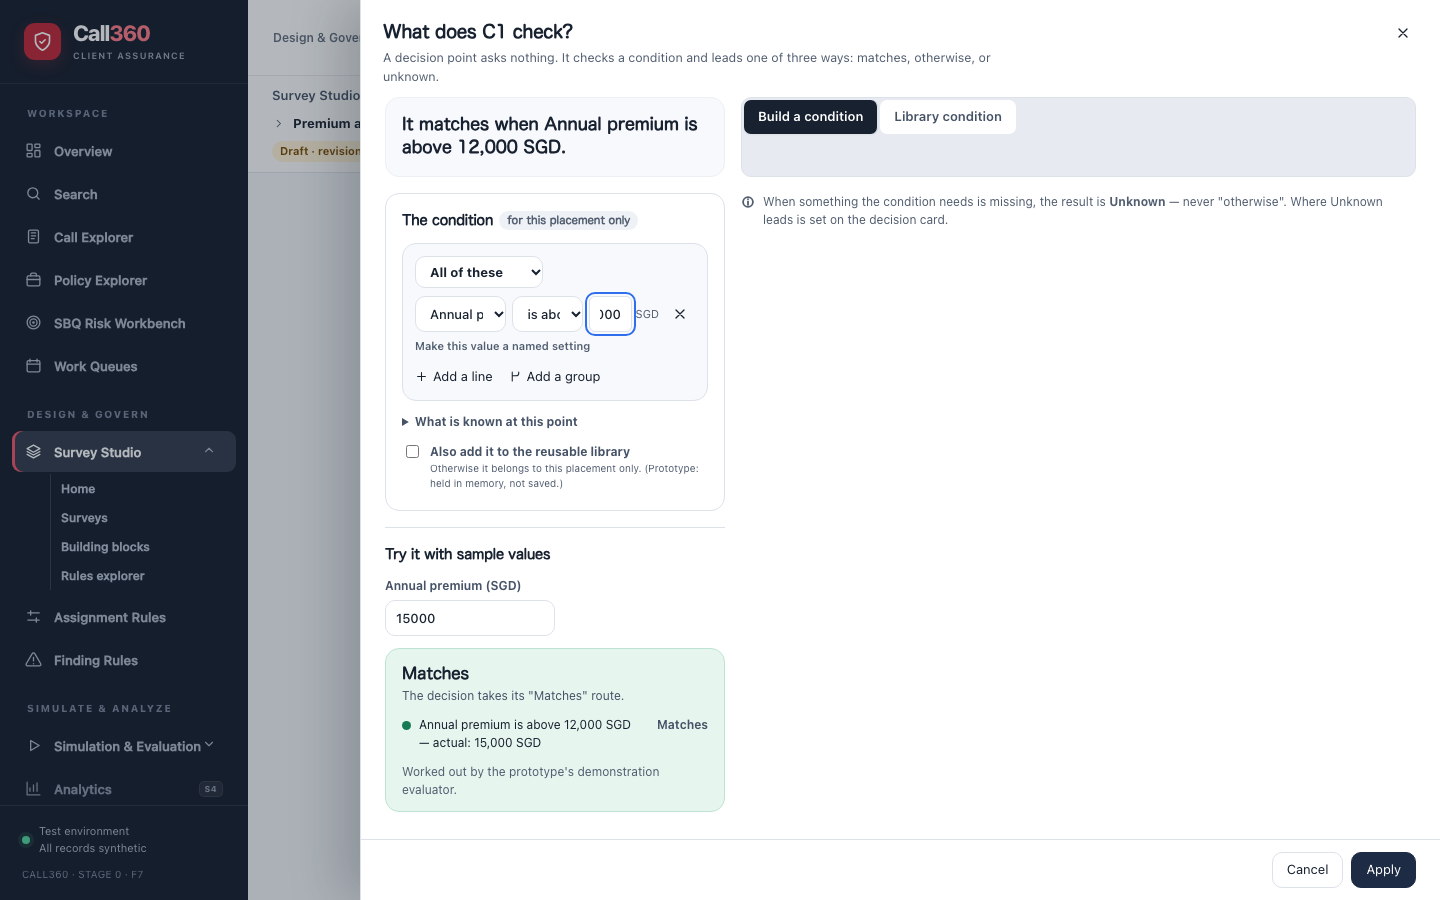 Call360
CLIENT ASSURANCE
WORKSPACE
Overview
Search
Call Explorer
Policy Explorer
SBQ Risk Workbench
Work Queues
DESIGN & GOVERN
Survey Studio
Home
Surveys
Building blocks
Rules explorer
Assignment Rules
Finding Rules
SIMULATE & ANALYZE
Simulation & Evaluation
Analytics
S4
Test environment
All records synthetic
CALL360 · STAGE 0 · F7
Design & Gove
Survey Studio
Premium a
Draft · revision
What does C1 check?
A decision point asks nothing. It checks a condition and leads one of three ways: matches, otherwise, or
unknown.
It matches when Annual premium is
above 12,000 SGD.
The condition for this placement only
All of these
Annual p is abo 000 SGD
Make this value a named setting
Add a line Add a group
What is known at this point
Also add it to the reusable library
Otherwise it belongs to this placement only. (Prototype:
held in memory, not saved.)
Try it with sample values
Annual premium (SGD)
15000
Matches
The decision takes its "Matches" route.
Annual premium is above 12,000 SGD Matches
— actual: 15,000 SGD
Worked out by the prototype's demonstration
evaluator.
Build a condition Library condition
When something the condition needs is missing, the result is Unknown — never "otherwise". Where Unknown
leads is set on the decision card.
Cancel Apply